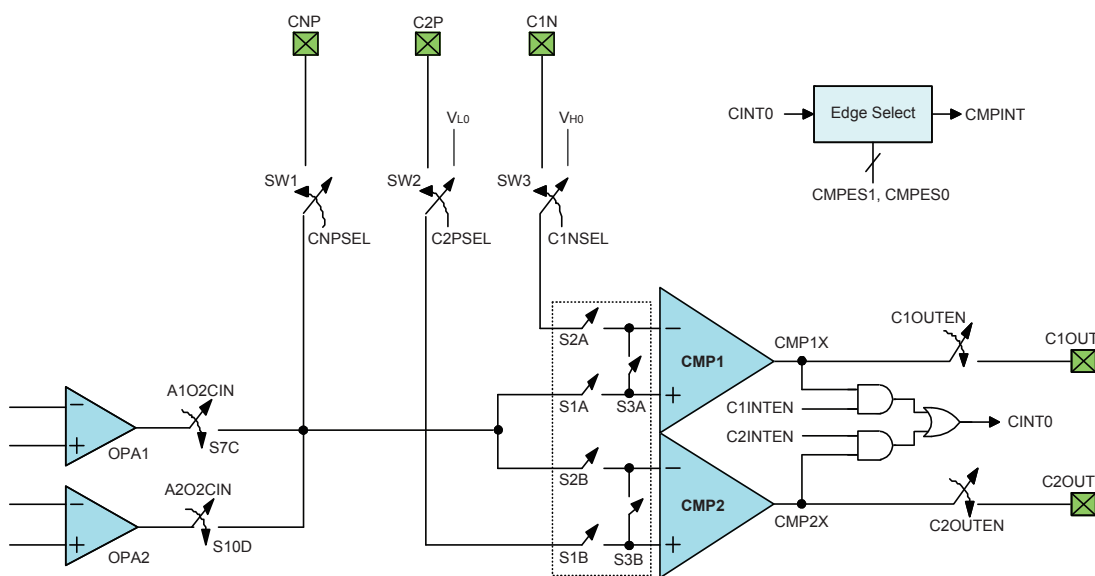 CNP
C2P
C1N
VL0
VH0
CINT0
Edge Select
CMPINT
SW1
SW2
SW3
CMPES1, CMPES0
CNPSEL
C2PSEL
C1NSEL
S2A
−
CMP1
CMP1X
C1OUTEN
C1OUT
A1O2CIN
S1A
S3A
+
C1INTEN
−
+
OPA1
S7C
C2INTEN
CINT0
A2O2CIN
S2B
−
CMP2
C2OUT
−
+
OPA2
S10D
S1B
S3B
+
CMP2X
C2OUTEN